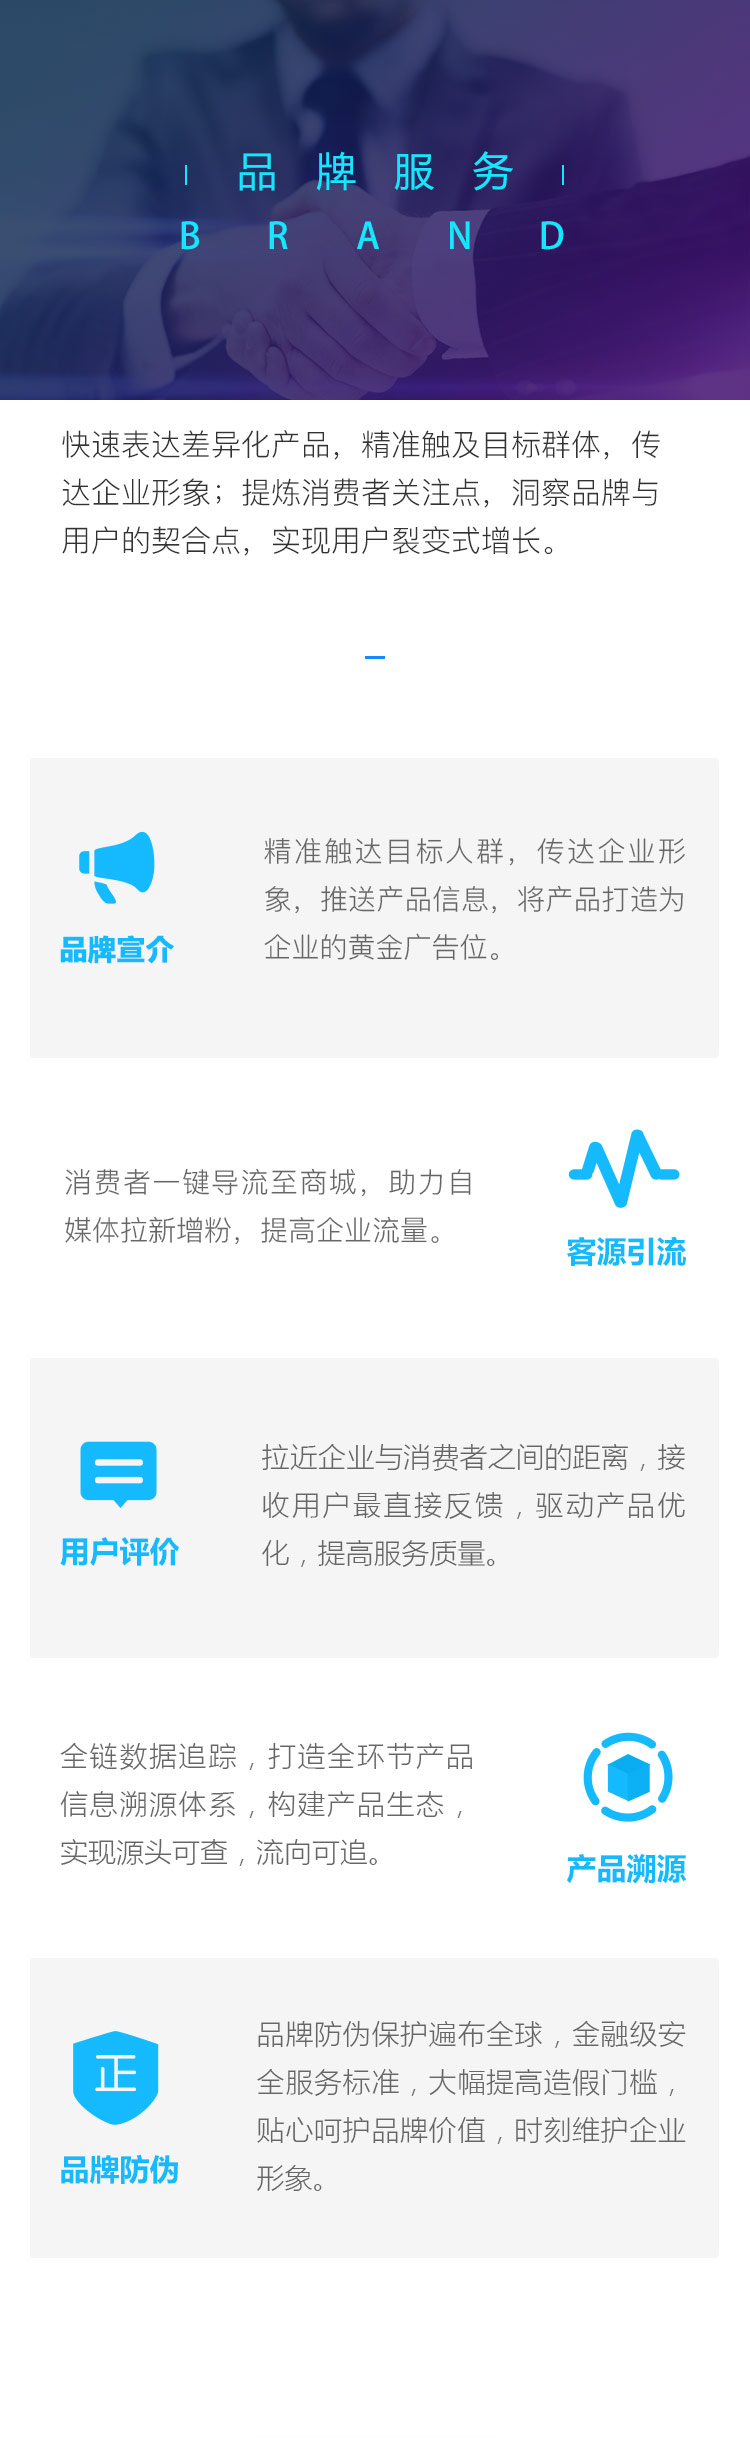 品牌服务
BRAND
快速表达差异化产品，精准触及目标群体，传
达企业形象；提炼消费者关注点，洞察品牌与
用户的契合点，实现用户裂变式增长。
精准触达目标人群，传达企业形
象，推送产品信息，将产品打造为
企业的黄金广告位。
品牌宣介
消费者一键导流至商城，助力自
媒体拉新增粉，提高企业流量。
客源引流
拉近企业与消费者之间的距离，接
收用户最直接反馈，驱动产品优
化，提高服务质量。
用户评价
全链数据追踪，打造全环节产品
信息溯源体系，构建产品生态，
实现源头可查，流向可追。
产品溯源
正
品牌防伪保护遍布全球，金融级安
全服务标准，大幅提高造假门槛，
贴心呵护品牌价值，时刻维护企业
形象。
品牌防伪